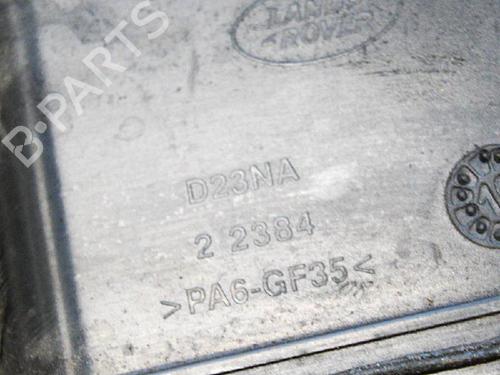 LAND
ROVER
B-PARTS
D23NA
2 2384
>PA6-GF35<